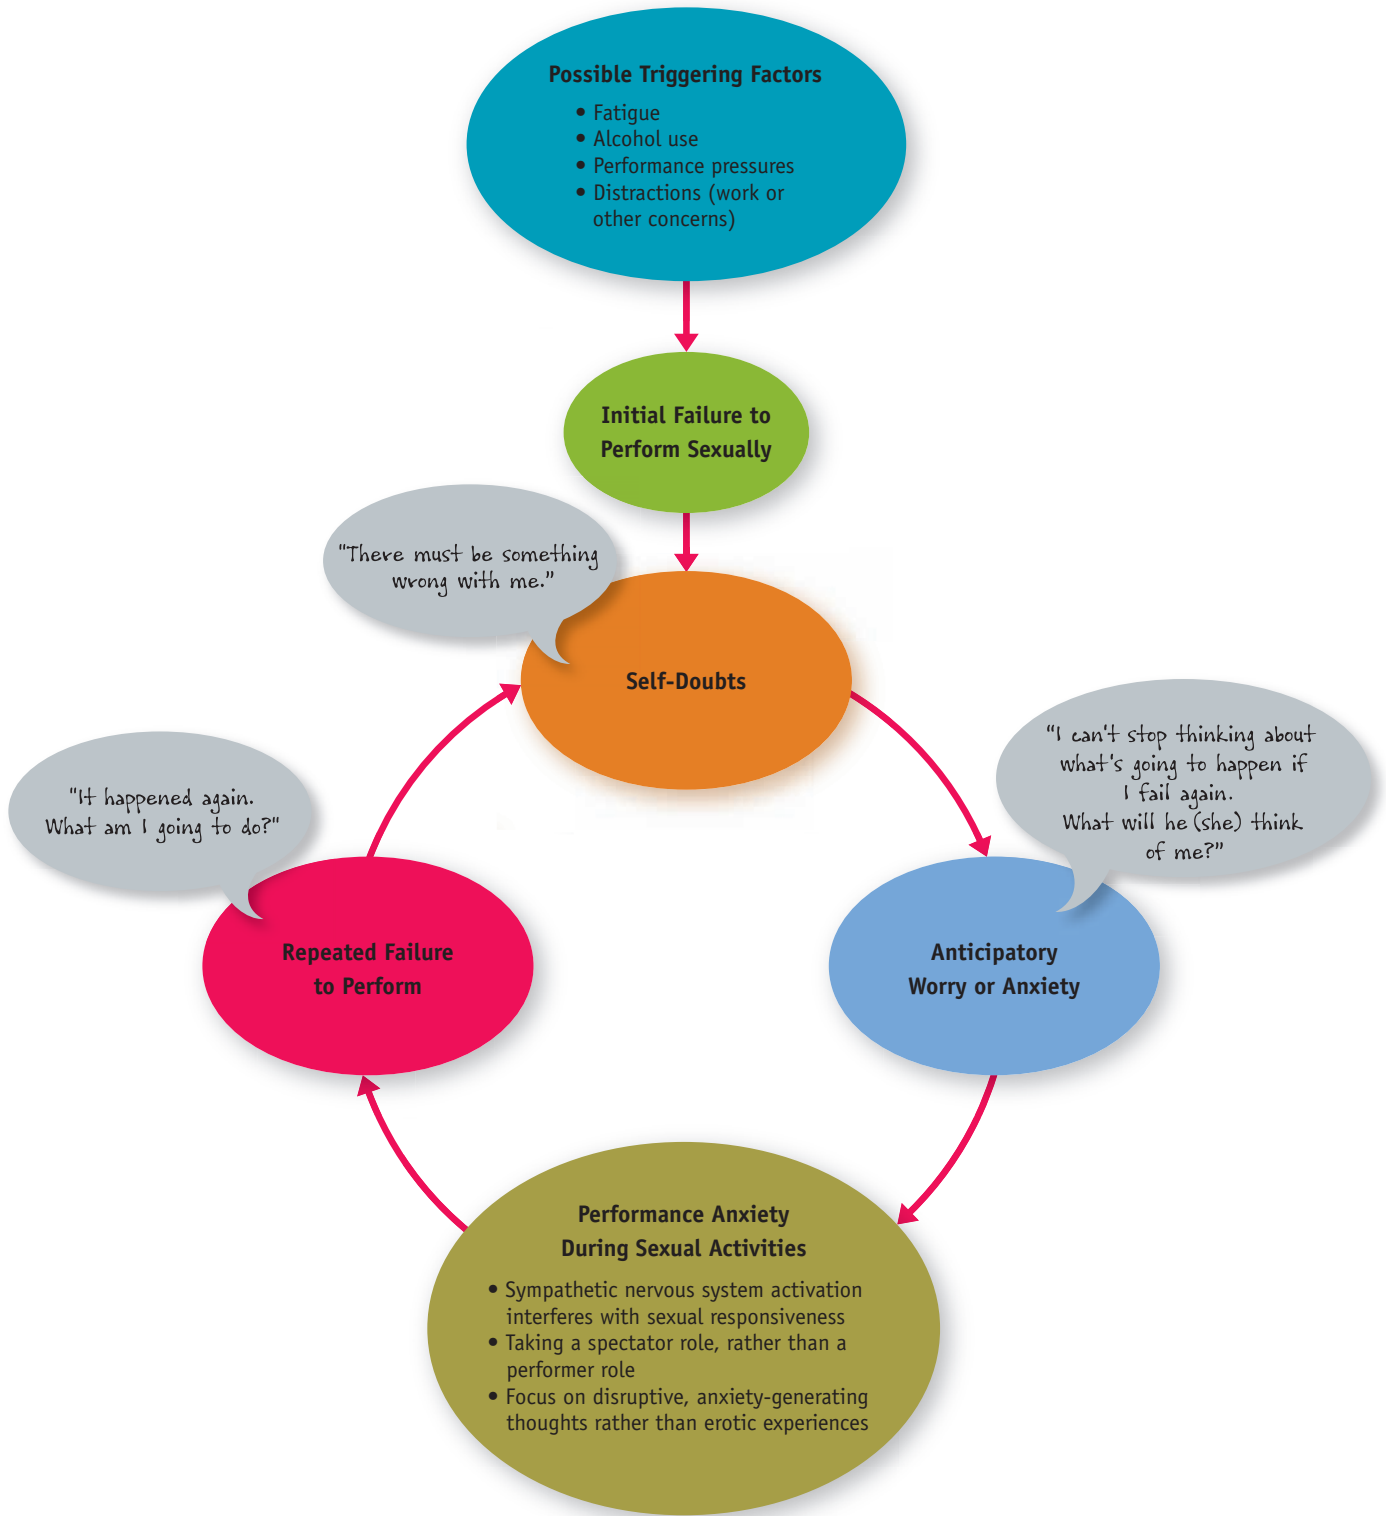 Possible Triggering Factors
• Fatigue
• Alcohol use
• Performance pressures
• Distractions (work or
other concerns)
Initial Failure to
Perform Sexually
"There must be something
wrong with me."
Self-Doubts
"I can't stop thinking about
what's going to happen if
I fail again.
What will he (she) think
of me?"
"It happened again.
What am I going to do?"
Repeated Failure
to Perform
Anticipatory
Worry or Anxiety
Performance Anxiety
During Sexual Activities
• Sympathetic nervous system activation
interferes with sexual responsiveness
• Taking a spectator role, rather than a
performer role
• Focus on disruptive, anxiety-generating
thoughts rather than erotic experiences